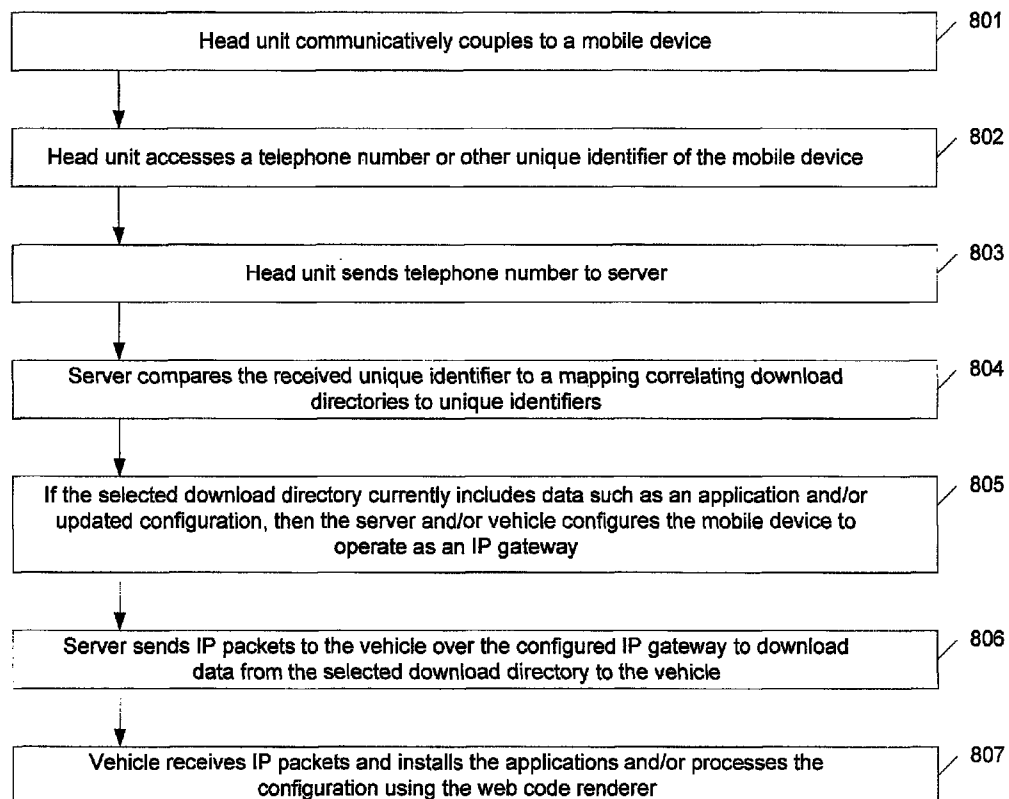 801
Head unit communicatively couples to a mobile device
802
Head unit accesses a telephone number or other unique identifier of the mobile device
803
Head unit sends telephone number to server
804
Server compares the received unique identifier to a mapping correlating download
directories to unique identifiers
805
If the selected download directory currently includes data such as an application and/or
updated configuration, then the server and/or vehicle configures the mobile device to
operate as an IP gateway
806
Server sends IP packets to the vehicle over the configured IP gateway to download
data from the selected download directory to the vehicle
807
Vehicle receives IP packets and installs the applications and/or processes the
configuration using the web code renderer